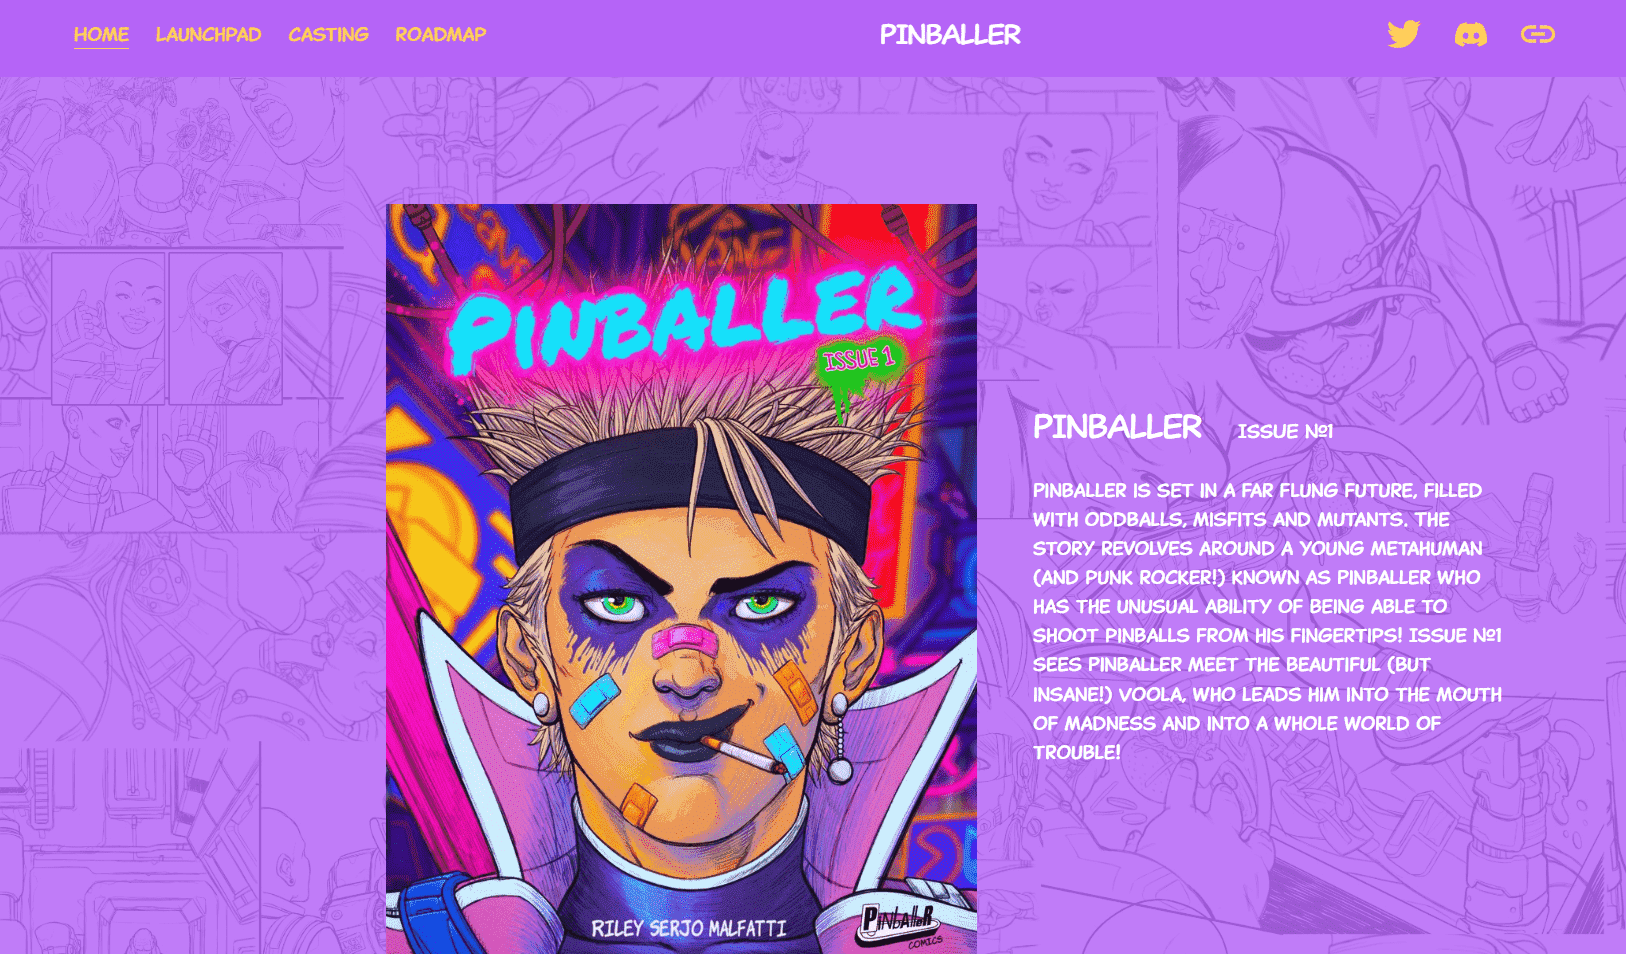 HOME LAUNCHPAD CASTING ROADMAP PINBALLER
PINBALLER
ISSUE 1
PINBALLER ISSUE №1
PINBALLER IS SET IN A FAR FLUNG FUTURE, FILLED
WITH ODDBALLS, MISFITS AND MUTANTS. THE
STORY REVOLVES AROUND A YOUNG METAHUMAN
(AND PUNK ROCKER!) KNOWN AS PINBALLER WHO
HAS THE UNUSUAL ABILITY OF BEING ABLE TO
SHOOT PINBALLS FROM HIS FINGERTIPS! ISSUE №1
SEES PINBALLER MEET THE BEAUTIFUL (BUT
INSANE!) VOOLA, WHO LEADS HIM INTO THE MOUTH
OF MADNESS AND INTO A WHOLE WORLD OF
TROUBLE!
RILEY SERJO MALFATTI
PINBALLER
COMICS